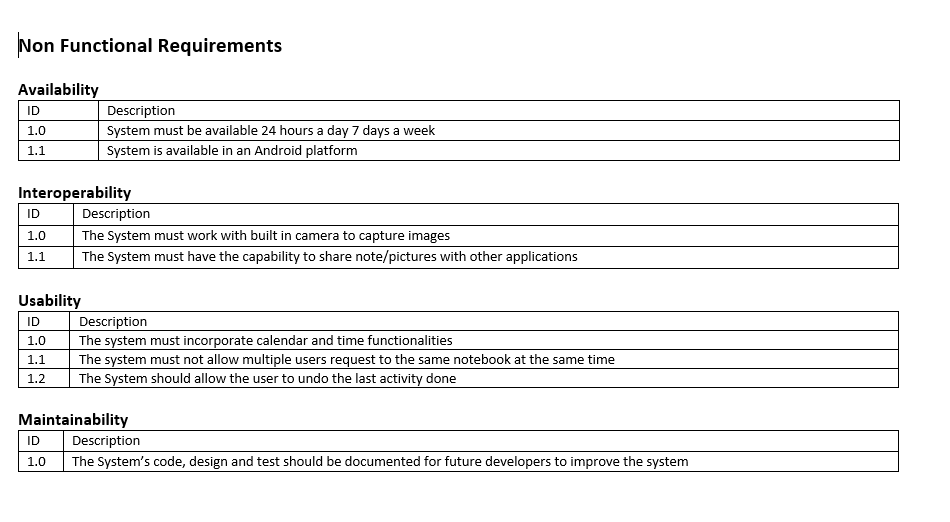 Non Functional Requirements
Availability
ID Description
1.0 System must be available 24 hours a day 7 days a week
1.1 System is available in an Android platform
Interoperability
ID Description
1.0 The System must work with built in camera to capture images
1.1 The System must have the capability to share note/pictures with other applications
Usability
ID Description
1.0 The system must incorporate calendar and time functionalities
1.1 The system must not allow multiple users request to the same notebook at the same time
1.2 The System should allow the user to undo the last activity done
Maintainability
ID Description
1.0 The System’s code, design and test should be documented for future developers to improve the system